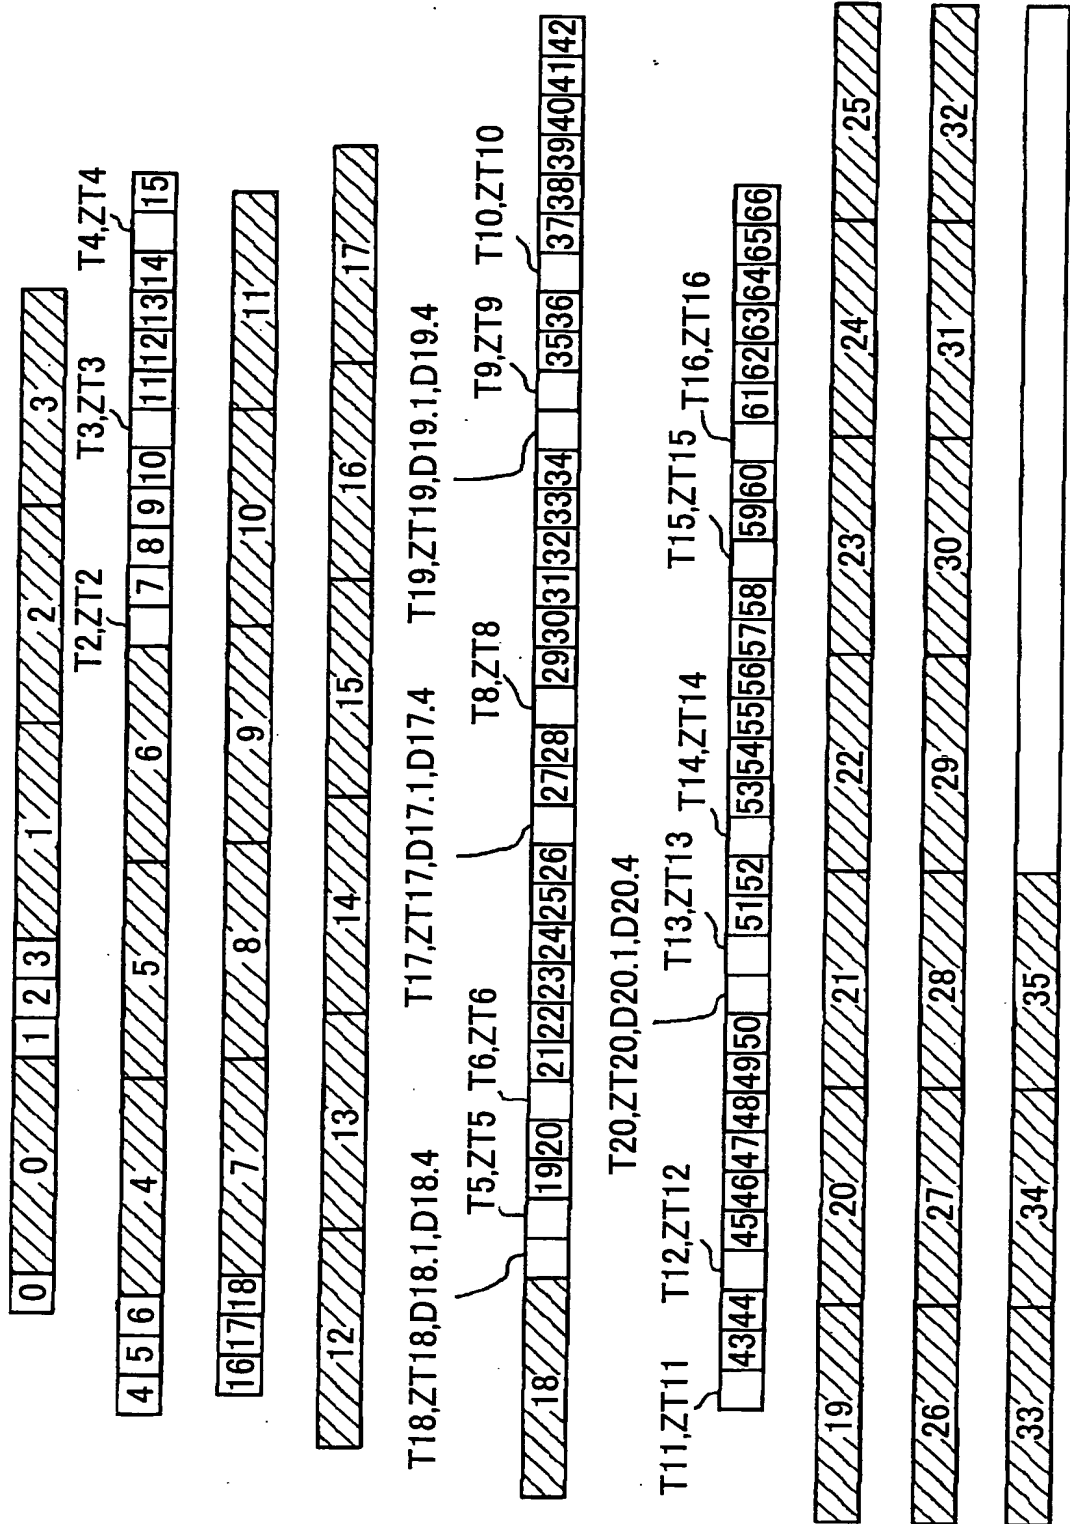 0 0 1 2 3 1 2 3
T2,ZT2 T3,ZT3 T4,ZT4
4 5 6 4 5 6 7 8 9 10 11 12 13 14 15
16 17 18 7 8 9 10 11
12 13 14 15 16 17
T18,ZT18,D18.1,D18.4 T17,ZT17,D17.1,D17.4 T19,ZT19,D19.1,D19.4
T5,ZT5 T6,ZT6 T8,ZT8 T9,ZT9 T10,ZT10
18 19 20 21 22 23 24 25 26 27 28 29 30 31 32 33 34 35 36 37 38 39 40 41 42
T20,ZT20,D20.1,D20.4
T11,ZT11 T12,ZT12 T13,ZT13 T14,ZT14 T15,ZT15 T16,ZT16
43 44 45 46 47 48 49 50 51 52 53 54 55 56 57 58 59 60 61 62 63 64 65 66
19 20 21 22 23 24 25
26 27 28 29 30 31 32
33 34 35